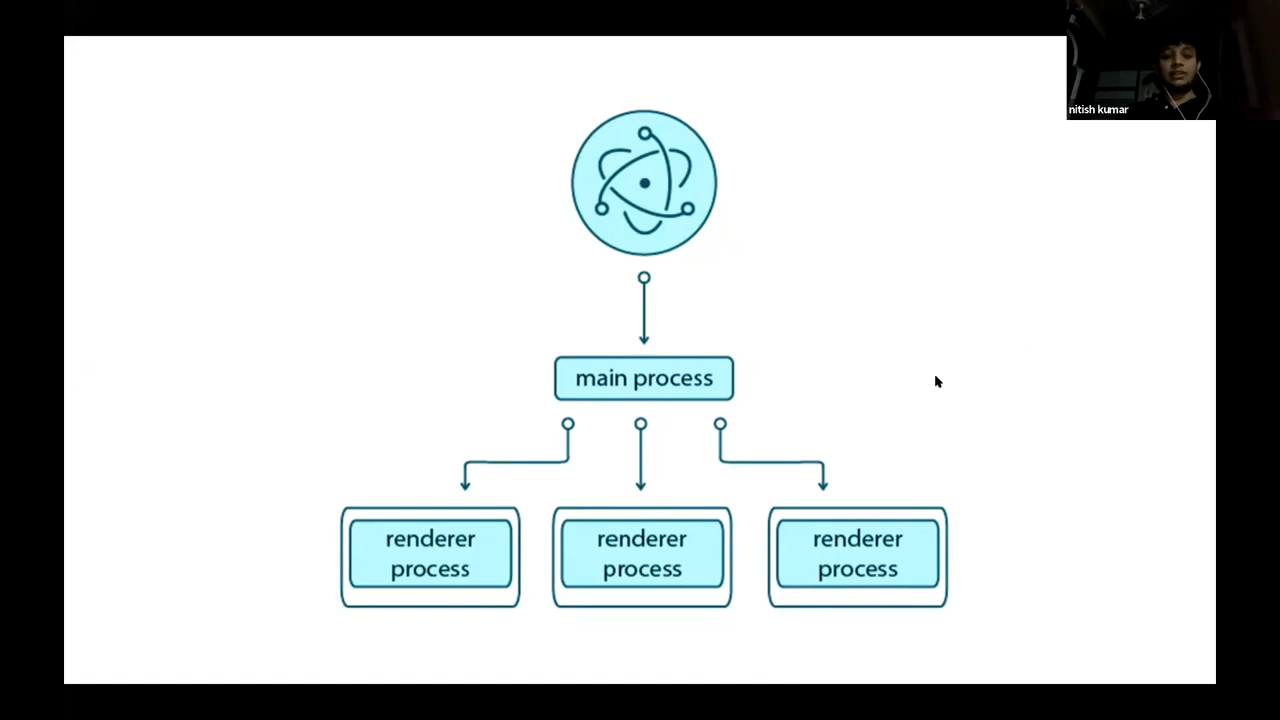 nitish kumar
main process
renderer
process
renderer
process
renderer
process